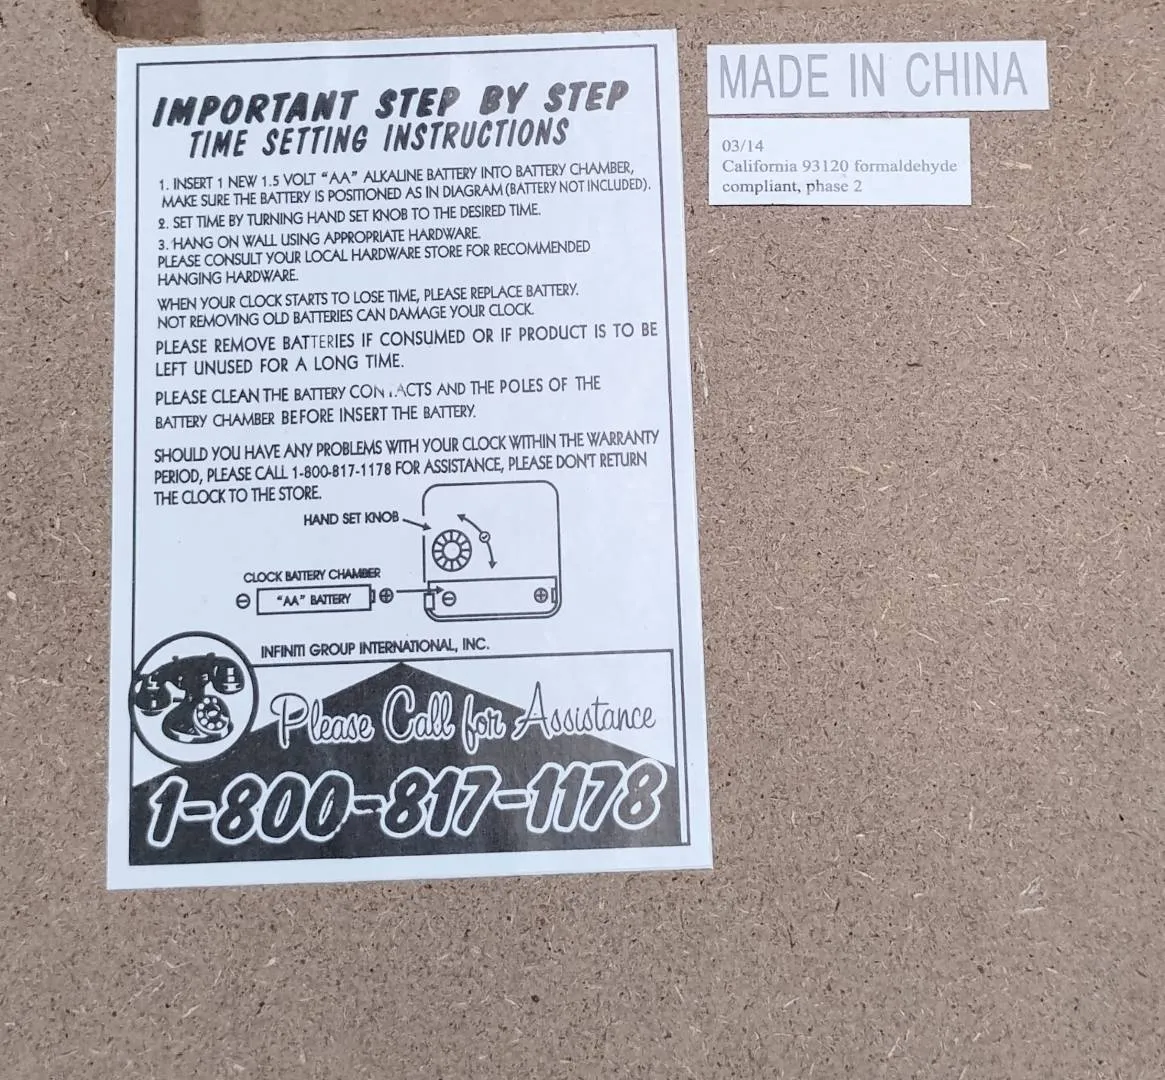 IMPORTANT STEP BY STEP
TIME SETTING INSTRUCTIONS
1. INSERT 1 NEW 1.5 VOLT “AA” ALKALINE BATTERY INTO BATTERY CHAMBER,
MAKE SURE THE BATTERY IS POSITIONED AS IN DIAGRAM (BATTERY NOT INCLUDED).
2. SET TIME BY TURNING HAND SET KNOB TO THE DESIRED TIME.
3. HANG ON WALL USING APPROPRIATE HARDWARE.
PLEASE CONSULT YOUR LOCAL HARDWARE STORE FOR RECOMMENDED
HANGING HARDWARE.
WHEN YOUR CLOCK STARTS TO LOSE TIME, PLEASE REPLACE BATTERY.
NOT REMOVING OLD BATTERIES CAN DAMAGE YOUR CLOCK.
PLEASE REMOVE BATTERIES IF CONSUMED OR IF PRODUCT IS TO BE
LEFT UNUSED FOR A LONG TIME.
PLEASE CLEAN THE BATTERY CONTACTS AND THE POLES OF THE
BATTERY CHAMBER BEFORE INSERT THE BATTERY.
SHOULD YOU HAVE ANY PROBLEMS WITH YOUR CLOCK WITHIN THE WARRANTY
PERIOD, PLEASE CALL 1-800-817-1178 FOR ASSISTANCE, PLEASE DON'T RETURN
THE CLOCK TO THE STORE.
HAND SET KNOB
CLOCK BATTERY CHAMBER
“AA” BATTERY
INFINITI GROUP INTERNATIONAL, INC.
Please Call for Assistance
1-800-817-1178
MADE IN CHINA
03/14
California 93120 formaldehyde
compliant, phase 2